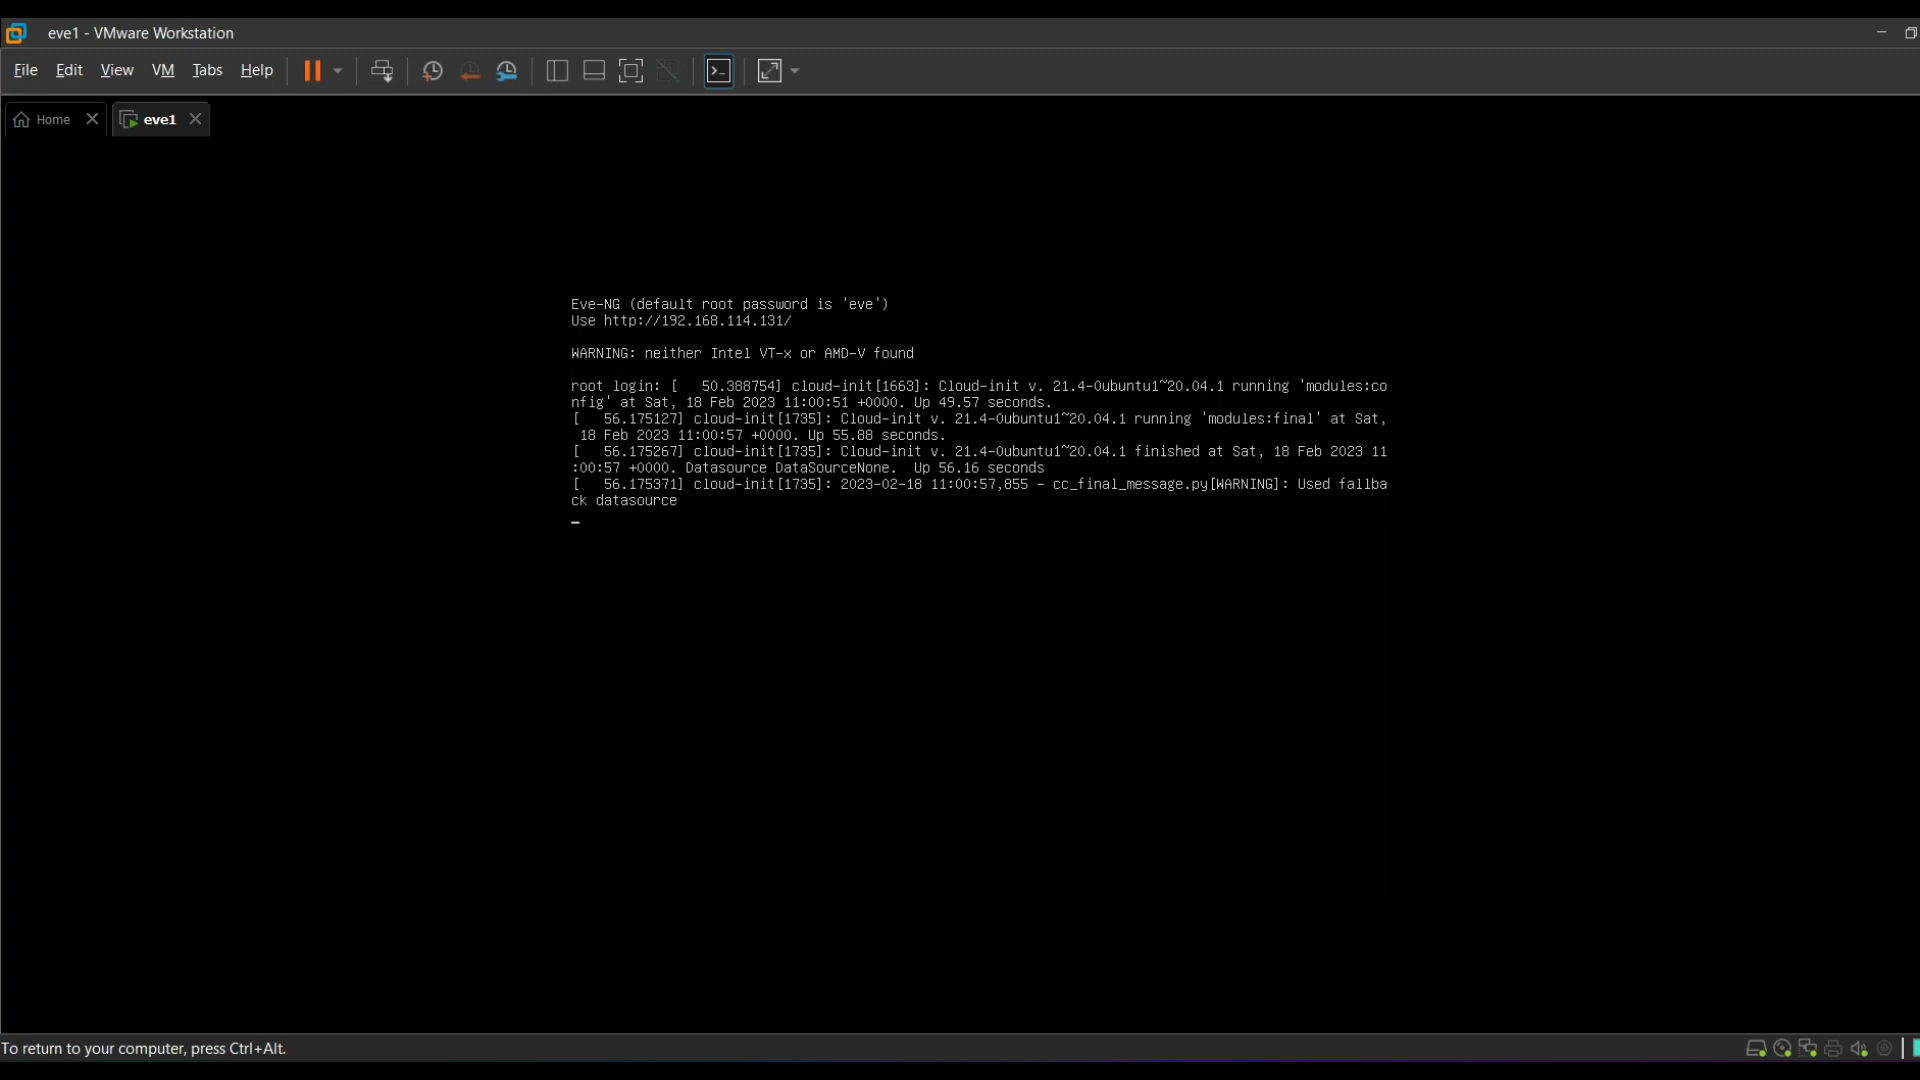 eve1 - VMware Workstation
File Edit View VM Tabs Help
Home eve1
Eve-NG (default root password is 'eve')
Use http://192.168.114.131/
WARNING: neither Intel VT-x or AMD-V found
root login: [   50.388754] cloud-init[1663]: Cloud-init v. 21.4-0ubuntu1~20.04.1 running 'modules:co
nfig' at Sat, 18 Feb 2023 11:00:51 +0000. Up 49.57 seconds.
[   56.175127] cloud-init[1735]: Cloud-init v. 21.4-0ubuntu1~20.04.1 running 'modules:final' at Sat,
 18 Feb 2023 11:00:57 +0000. Up 55.88 seconds.
[   56.175267] cloud-init[1735]: Cloud-init v. 21.4-0ubuntu1~20.04.1 finished at Sat, 18 Feb 2023 11
:00:57 +0000. Datasource DataSourceNone.  Up 56.16 seconds
[   56.175371] cloud-init[1735]: 2023-02-18 11:00:57,855 - cc_final_message.py[WARNING]: Used fallba
ck datasource
To return to your computer, press Ctrl+Alt.